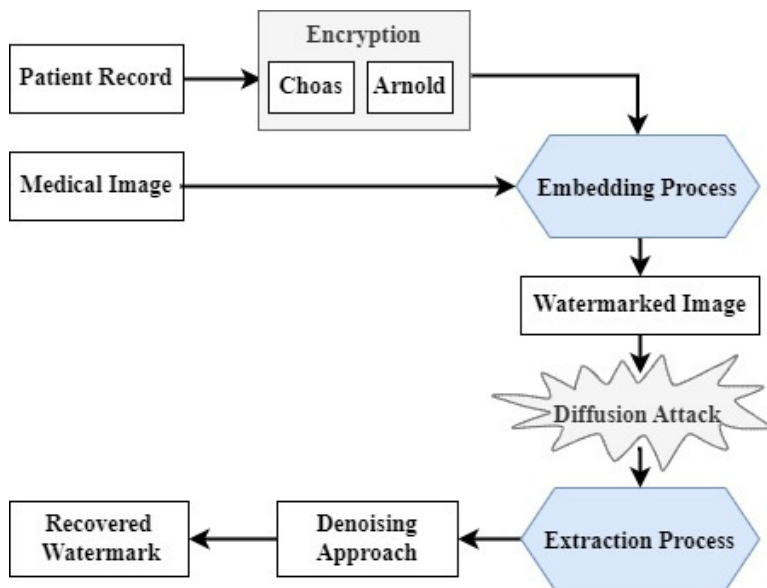 Encryption
Patient Record
Choas
Arnold
Medical Image
Embedding Process
Watermarked Image
Diffusion Attack
Recovered
Watermark
Denoising
Approach
Extraction Process